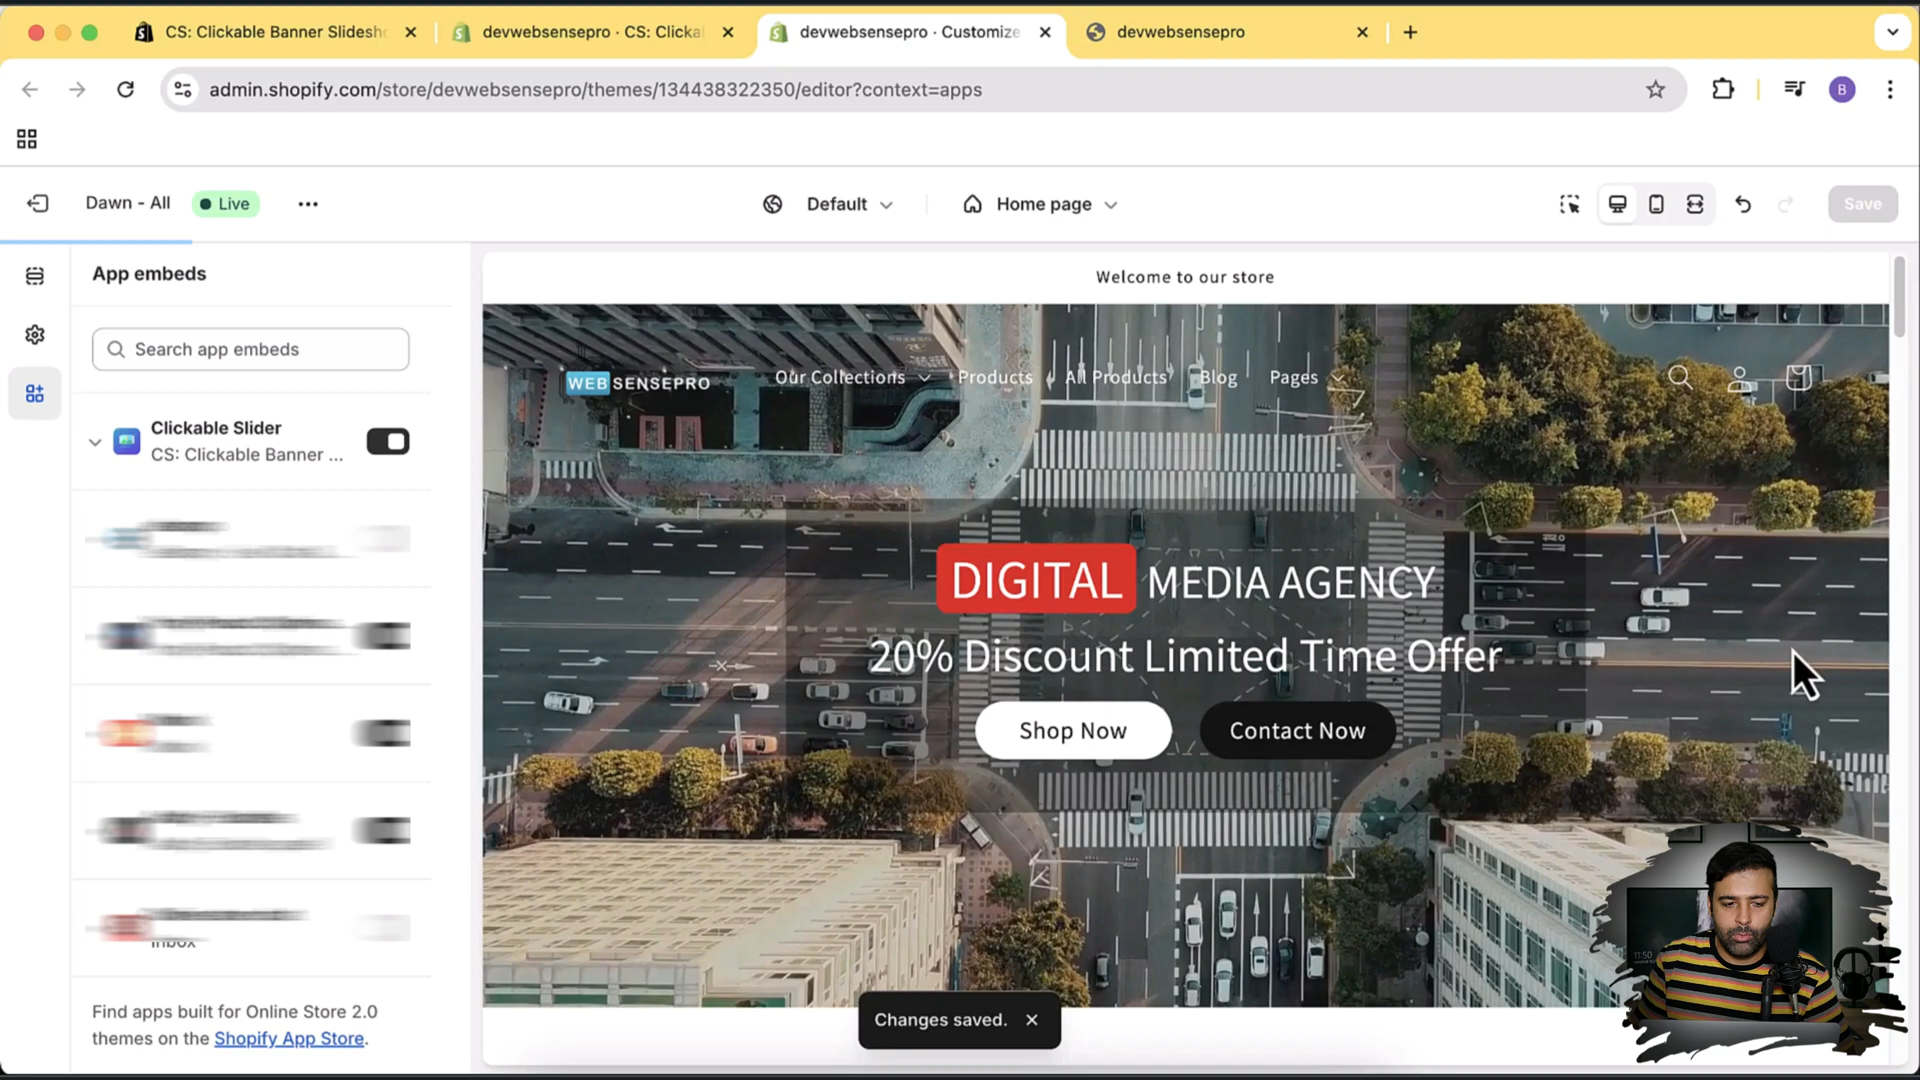 CS: Clickable Banner Slidesh
devwebsensepro · CS: Clicka
devwebsensepro · Customize
devwebsensepro
admin.shopify.com/store/devwebsensepro/themes/134438322350/editor?context=apps
B
Dawn - All
Live
Default
Home page
Save
App embeds
Search app embeds
Clickable Slider
CS: Clickable Banner ...
Inbox
Find apps built for Online Store 2.0
themes on the Shopify App Store.
Welcome to our store
WEBSENSEPRO
Our Collections
Products
All Products
Blog
Pages
DIGITAL MEDIA AGENCY
20% Discount Limited Time Offer
Shop Now
Contact Now
Changes saved.
11:50